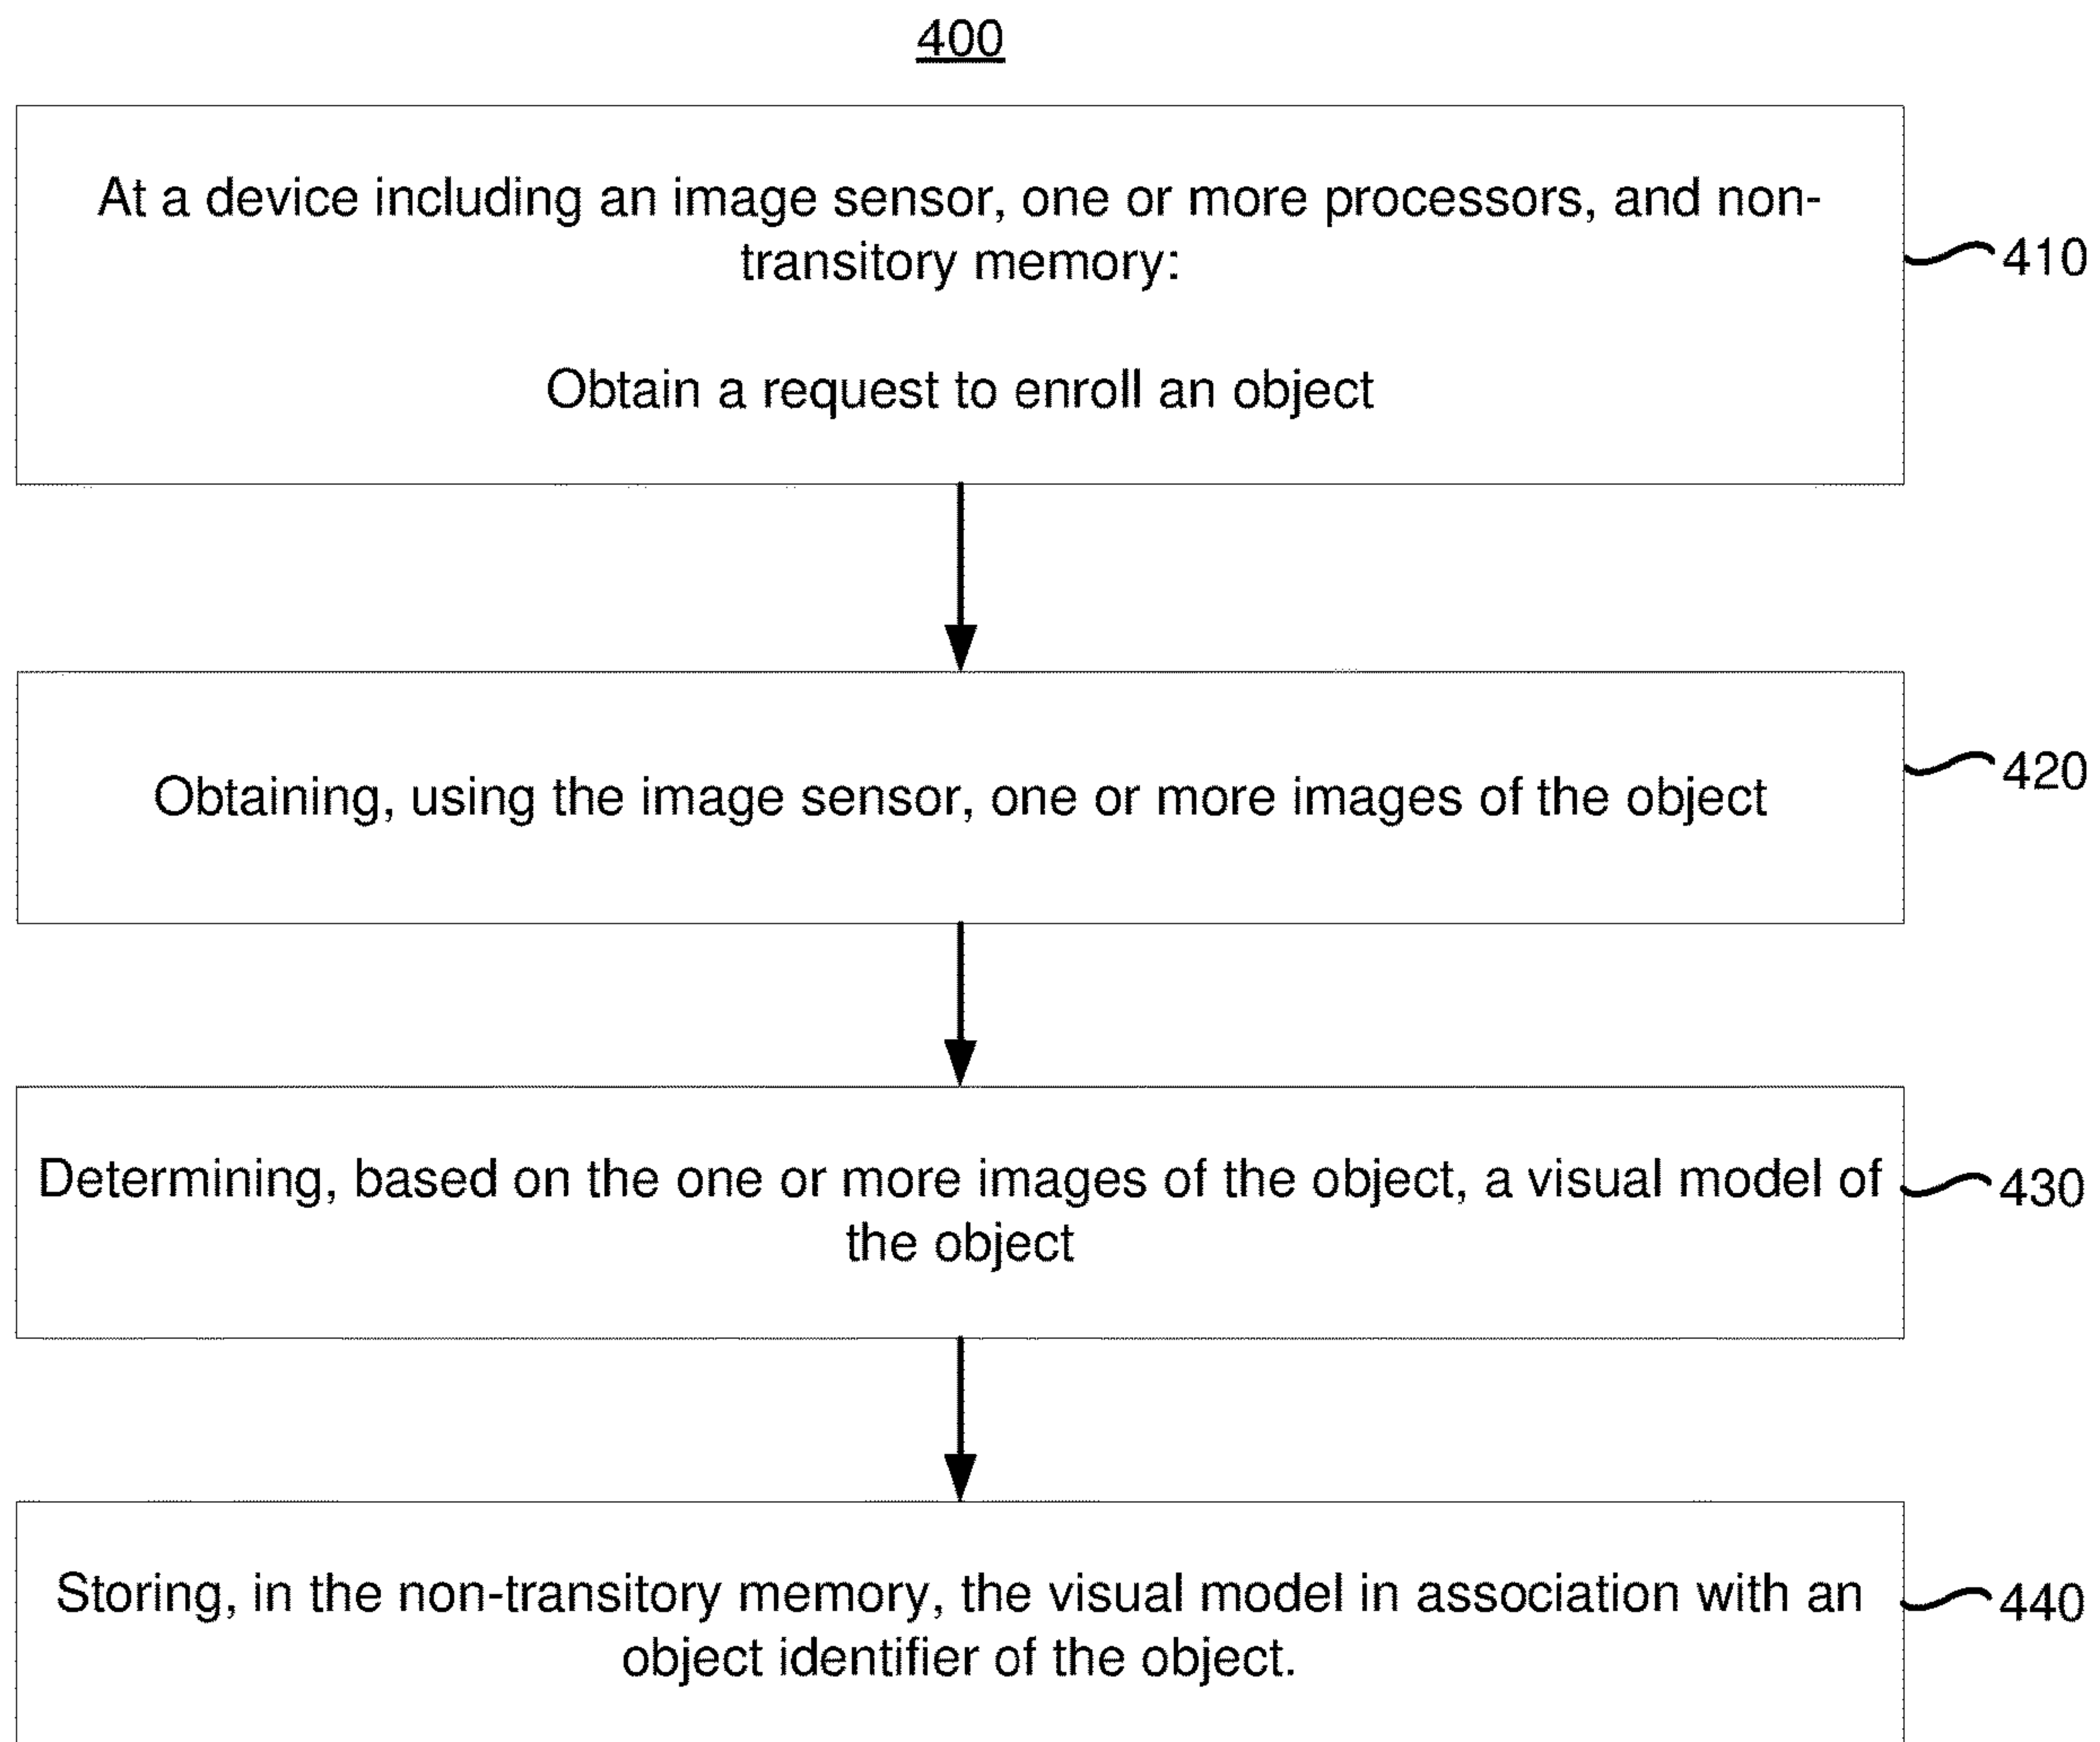 400
At a device including an image sensor, one or more processors, and non-
transitory memory:
Obtain a request to enroll an object
410
Obtaining, using the image sensor, one or more images of the object
420
Determining, based on the one or more images of the object, a visual model of
the object
430
Storing, in the non-transitory memory, the visual model in association with an
object identifier of the object.
440